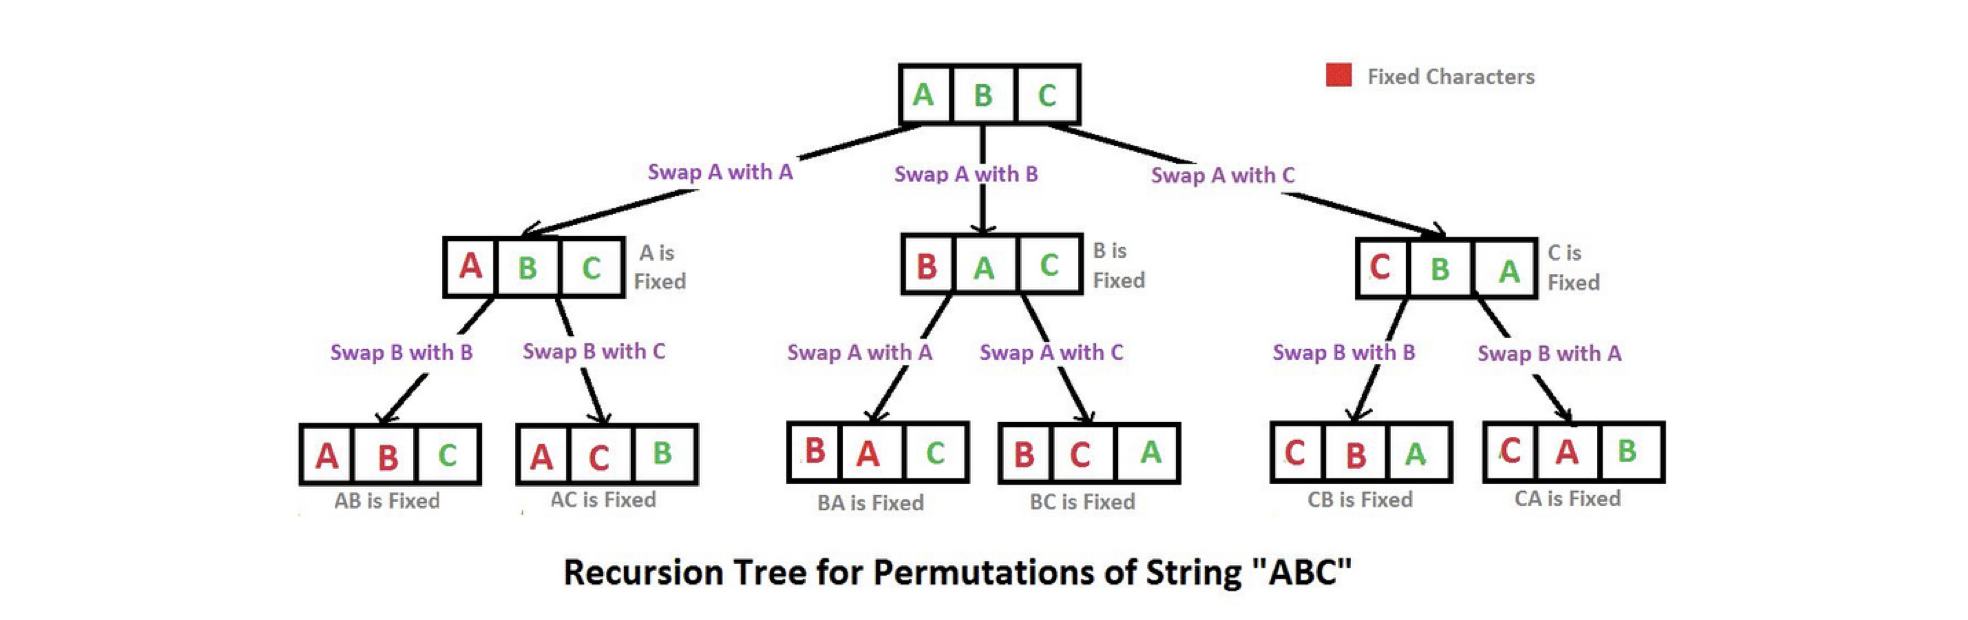 A B C
Fixed Characters
Swap A with A
Swap A with B
Swap A with C
A B C
A is
Fixed
B A C
B is
Fixed
C B A
C is
Fixed
Swap B with B
Swap B with C
Swap A with A
Swap A with C
Swap B with B
Swap B with A
A B C
A C B
B A C
B C A
C B A
C A B
AB is Fixed
AC is Fixed
BA is Fixed
BC is Fixed
CB is Fixed
CA is Fixed
Recursion Tree for Permutations of String "ABC"